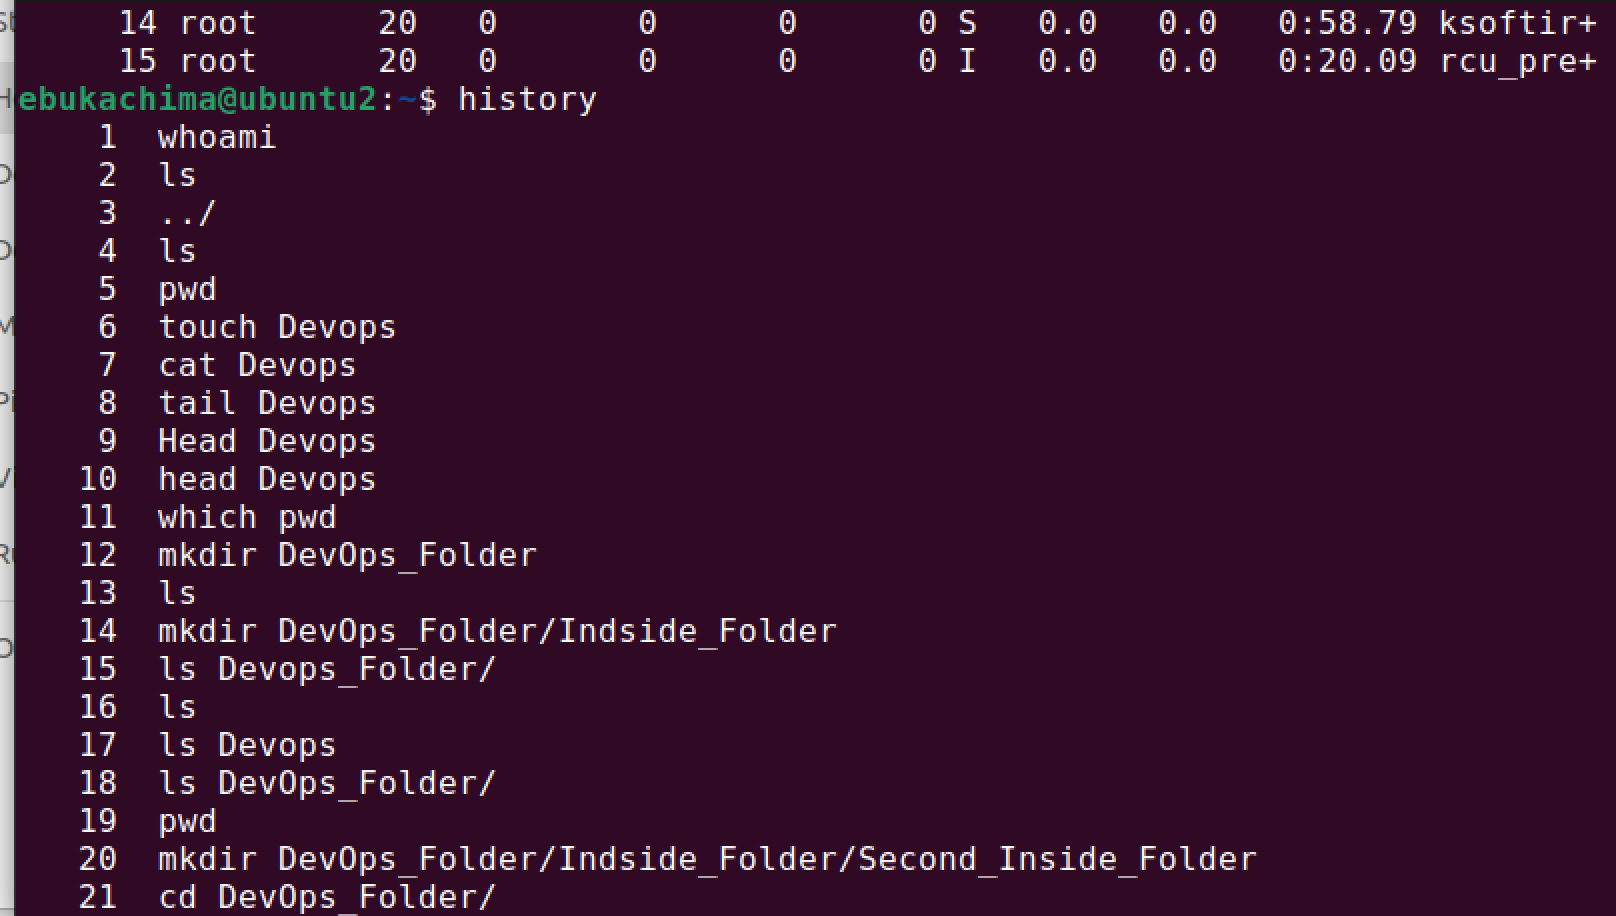 14 root 20 0 0 0 0 S 0.0 0.0 0:58.79 ksoftir+
15 root 20 0 0 0 0 I 0.0 0.0 0:20.09 rcu_pre+
ebukachima@ubuntu2:~$ history
1 whoami
2 ls
3 ../
4 ls
5 pwd
6 touch Devops
7 cat Devops
8 tail Devops
9 Head Devops
10 head Devops
11 which pwd
12 mkdir DevOps_Folder
13 ls
14 mkdir DevOps_Folder/Indside_Folder
15 ls Devops_Folder/
16 ls
17 ls Devops
18 ls DevOps_Folder/
19 pwd
20 mkdir DevOps_Folder/Indside_Folder/Second_Inside_Folder
21 cd DevOps_Folder/